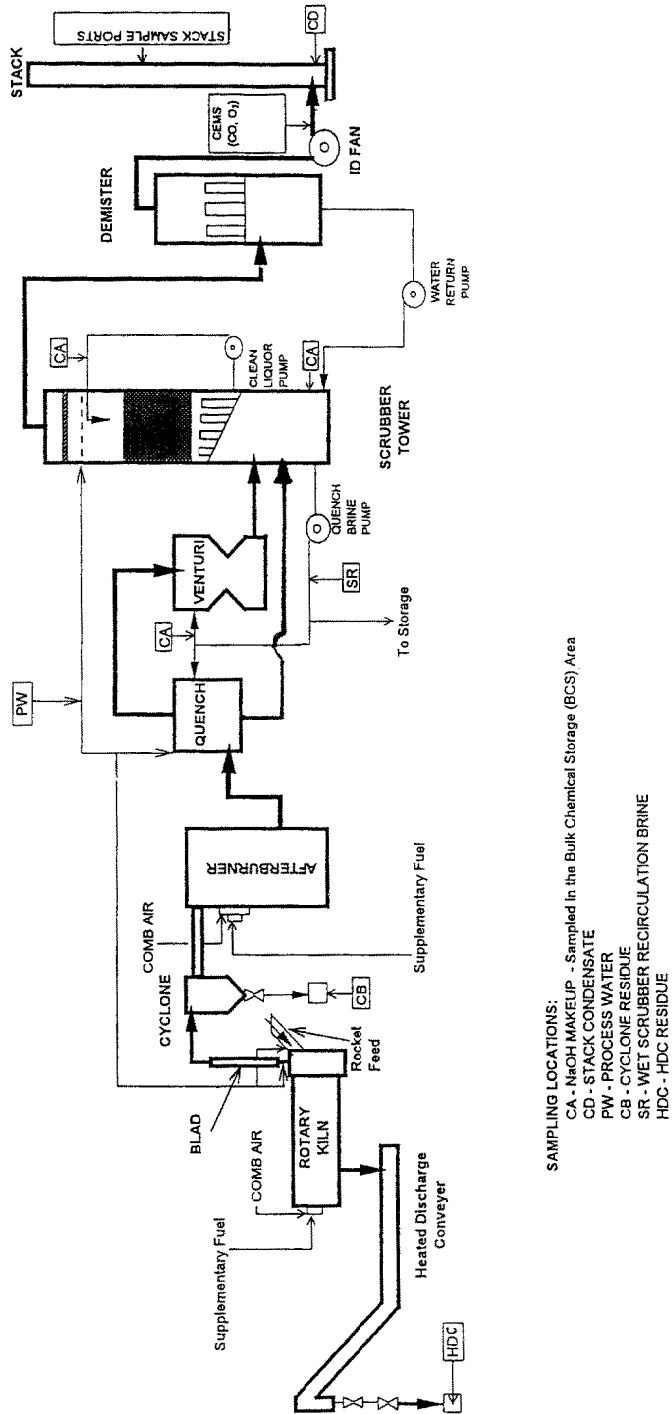 STACK
STACK SAMPLE PORTS
CD
CEMS
(CO, O₂)
ID FAN
DEMISTER
WATER
RETURN
PUMP
CA
CLEAN
LIQUOR
PUMP
CA
SCRUBBER
TOWER
QUENCH
BRINE
PUMP
SR
To Storage
VENTURI
CA
QUENCH
PW
AFTERBURNER
COMB AIR
Supplementary Fuel
CYCLONE
CB
Rocket
Feed
BLAD
ROTARY
KILN
COMB AIR
Supplementary Fuel
Heated Discharge
Conveyer
HDC
SAMPLING LOCATIONS:
CA - NaOH MAKEUP - Sampled In the Bulk Chemical Storage (BCS) Area
CD - STACK CONDENSATE
PW - PROCESS WATER
CB - CYCLONE RESIDUE
SR - WET SCRUBBER RECIRCULATION BRINE
HDC - HDC RESIDUE